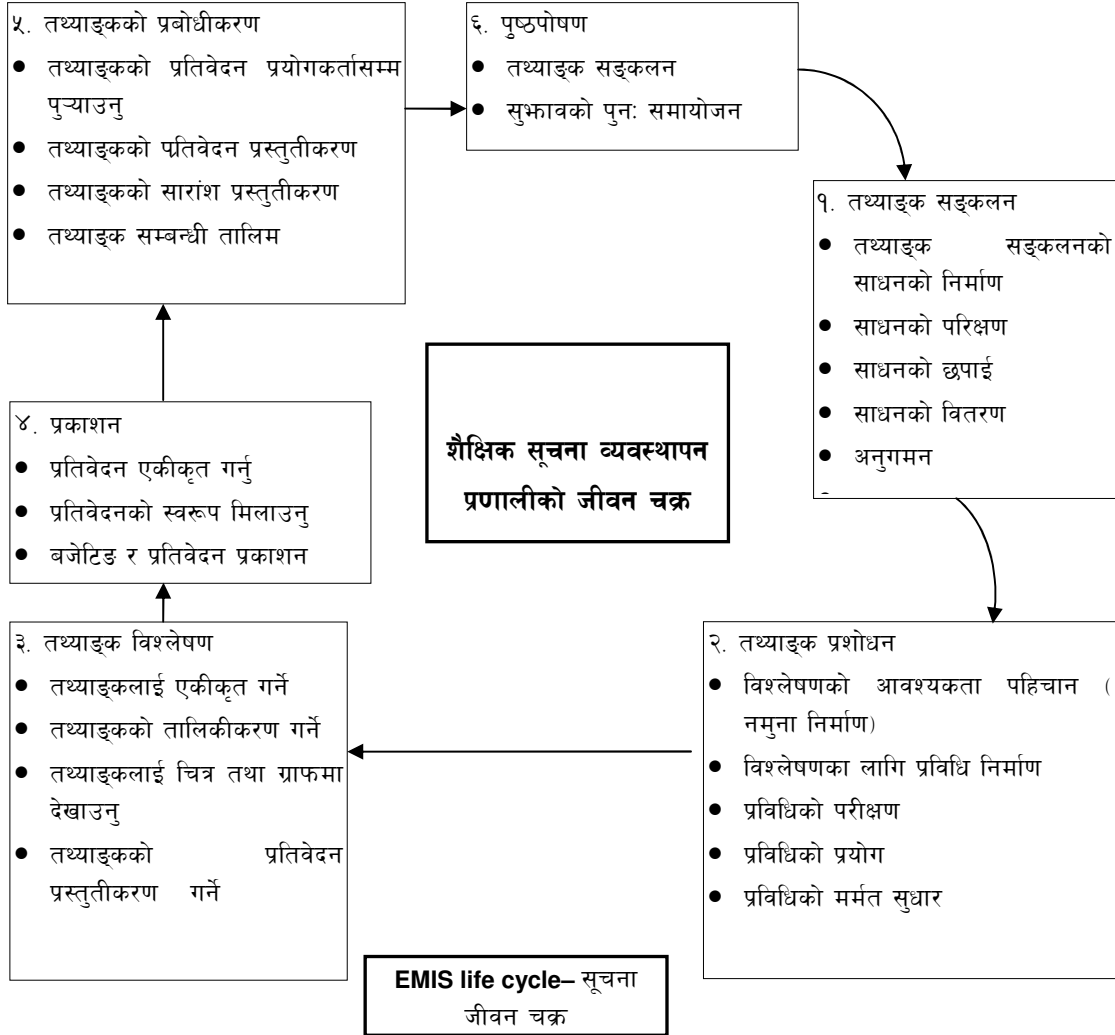 ५. तथ्याङ्कको प्रबोधीकरण
● तथ्याङ्कको प्रतिवेदन प्रयोगकर्तासम्म
पुऱ्याउनु
● तथ्याङ्कको प्रतिवेदन प्रस्तुतीकरण
● तथ्याङ्कको सारांश प्रस्तुतीकरण
● तथ्याङ्क सम्बन्धी तालिम
६. पुष्ठपोषण
● तथ्याङ्क सङ्कलन
● सुझावको पुन: समायोजन
१. तथ्याङ्क सङ्कलन
● तथ्याङ्क सङ्कलनको
साधनको निर्माण
● साधनको परिक्षण
● साधनको छपाई
● साधनको वितरण
● अनुगमन
शैक्षिक सूचना व्यवस्थापन
प्रणालीको जीवन चक्र
४. प्रकाशन
● प्रतिवेदन एकीकृत गर्नु
● प्रतिवेदनको स्वरूप मिलाउनु
● बजेटिङ र प्रतिवेदन प्रकाशन
३. तथ्याङ्क विश्लेषण
● तथ्याङ्कलाई एकीकृत गर्ने
● तथ्याङ्कको तालिकीकरण गर्ने
● तथ्याङ्कलाई चित्र तथा ग्राफमा
देखाउनु
● तथ्याङ्कको प्रतिवेदन
प्रस्तुतीकरण गर्ने
२. तथ्याङ्क प्रशोधन
● विश्लेषणको आवश्यकता पहिचान (
नमुना निर्माण)
● विश्लेषणका लागि प्रविधि निर्माण
● प्रविधिको परीक्षण
● प्रविधिको प्रयोग
● प्रविधिको मर्मत सुधार
EMIS life cycle– सूचना
जीवन चक्र